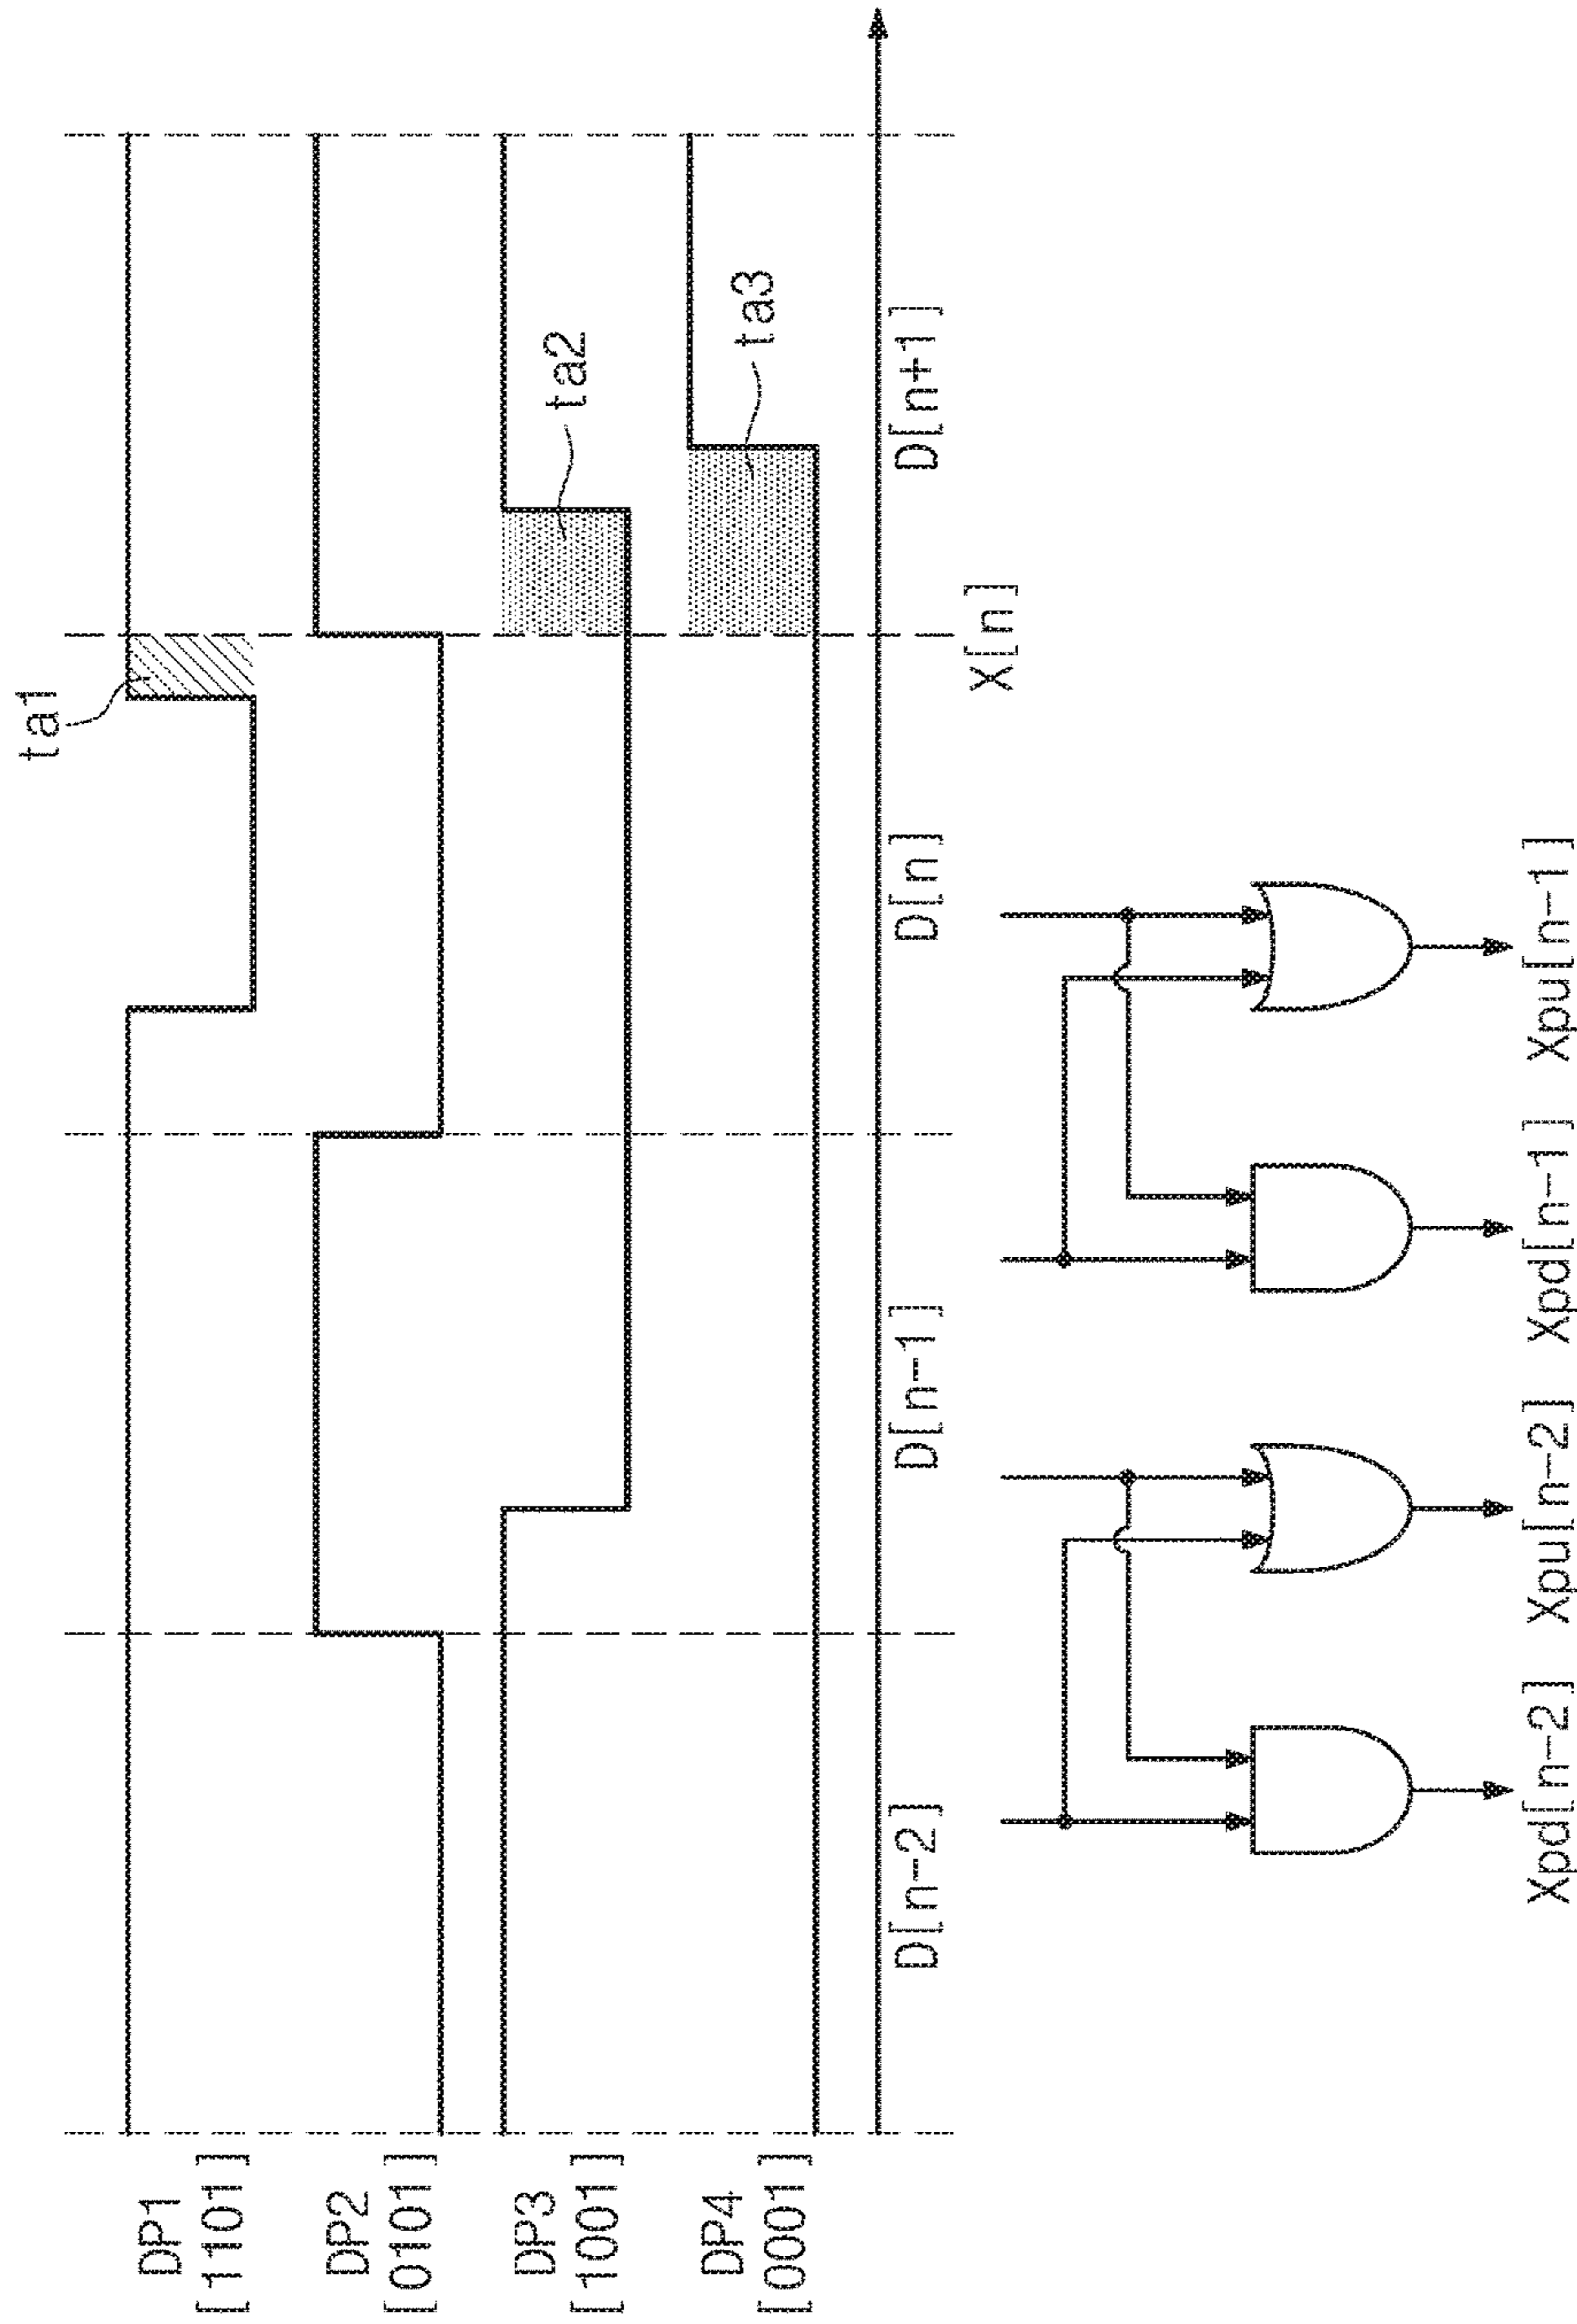 DP1
[1101]
ta1
DP2
[0101]
DP3
[1001]
ta2
DP4
[0001]
ta3
D[n-2]
D[n-1]
D[n]
D[n+1]
X[n]
Xpd[n-2]
Xpu[n-2]
Xpd[n-1]
Xpu[n-1]